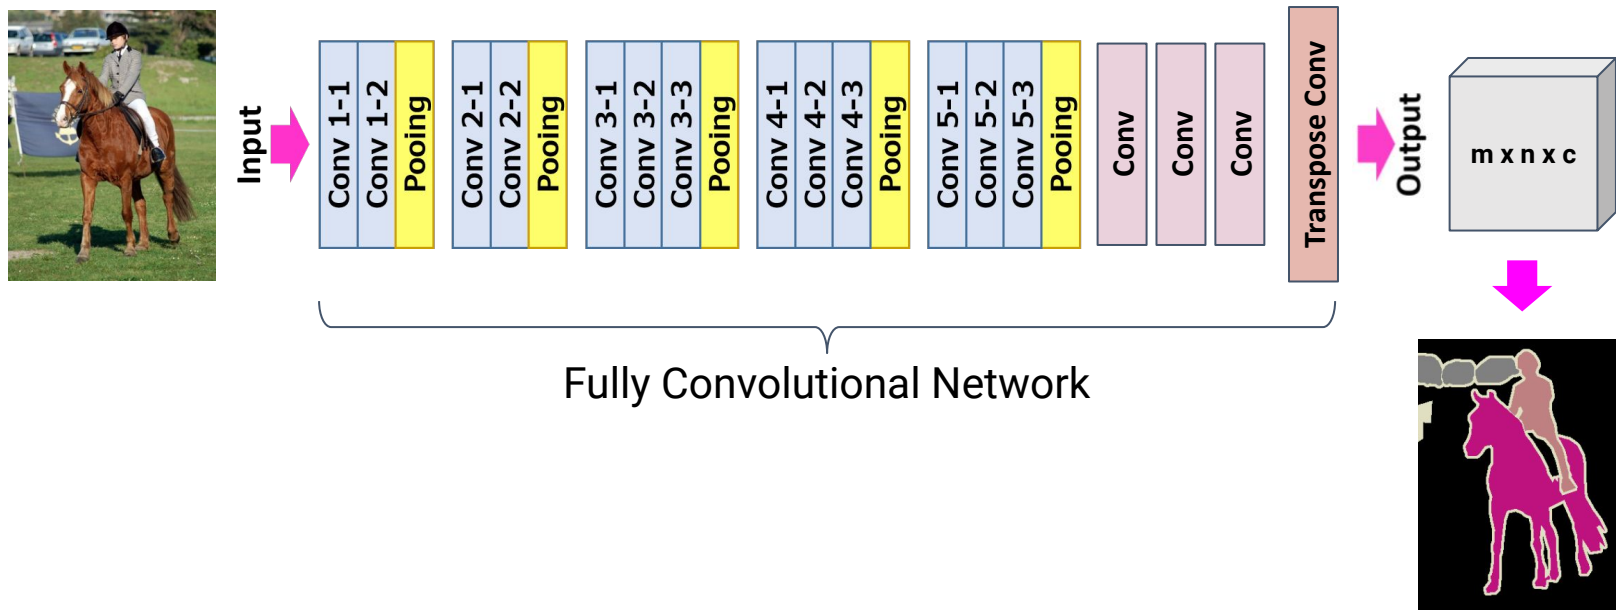 Input
Conv 1-1
Conv 1-2
Pooing
Conv 2-1
Conv 2-2
Pooing
Conv 3-1
Conv 3-2
Conv 3-3
Pooing
Conv 4-1
Conv 4-2
Conv 4-3
Pooing
Conv 5-1
Conv 5-2
Conv 5-3
Pooing
Conv
Conv
Conv
Transpose Conv
Output
m x n x c
Fully Convolutional Network